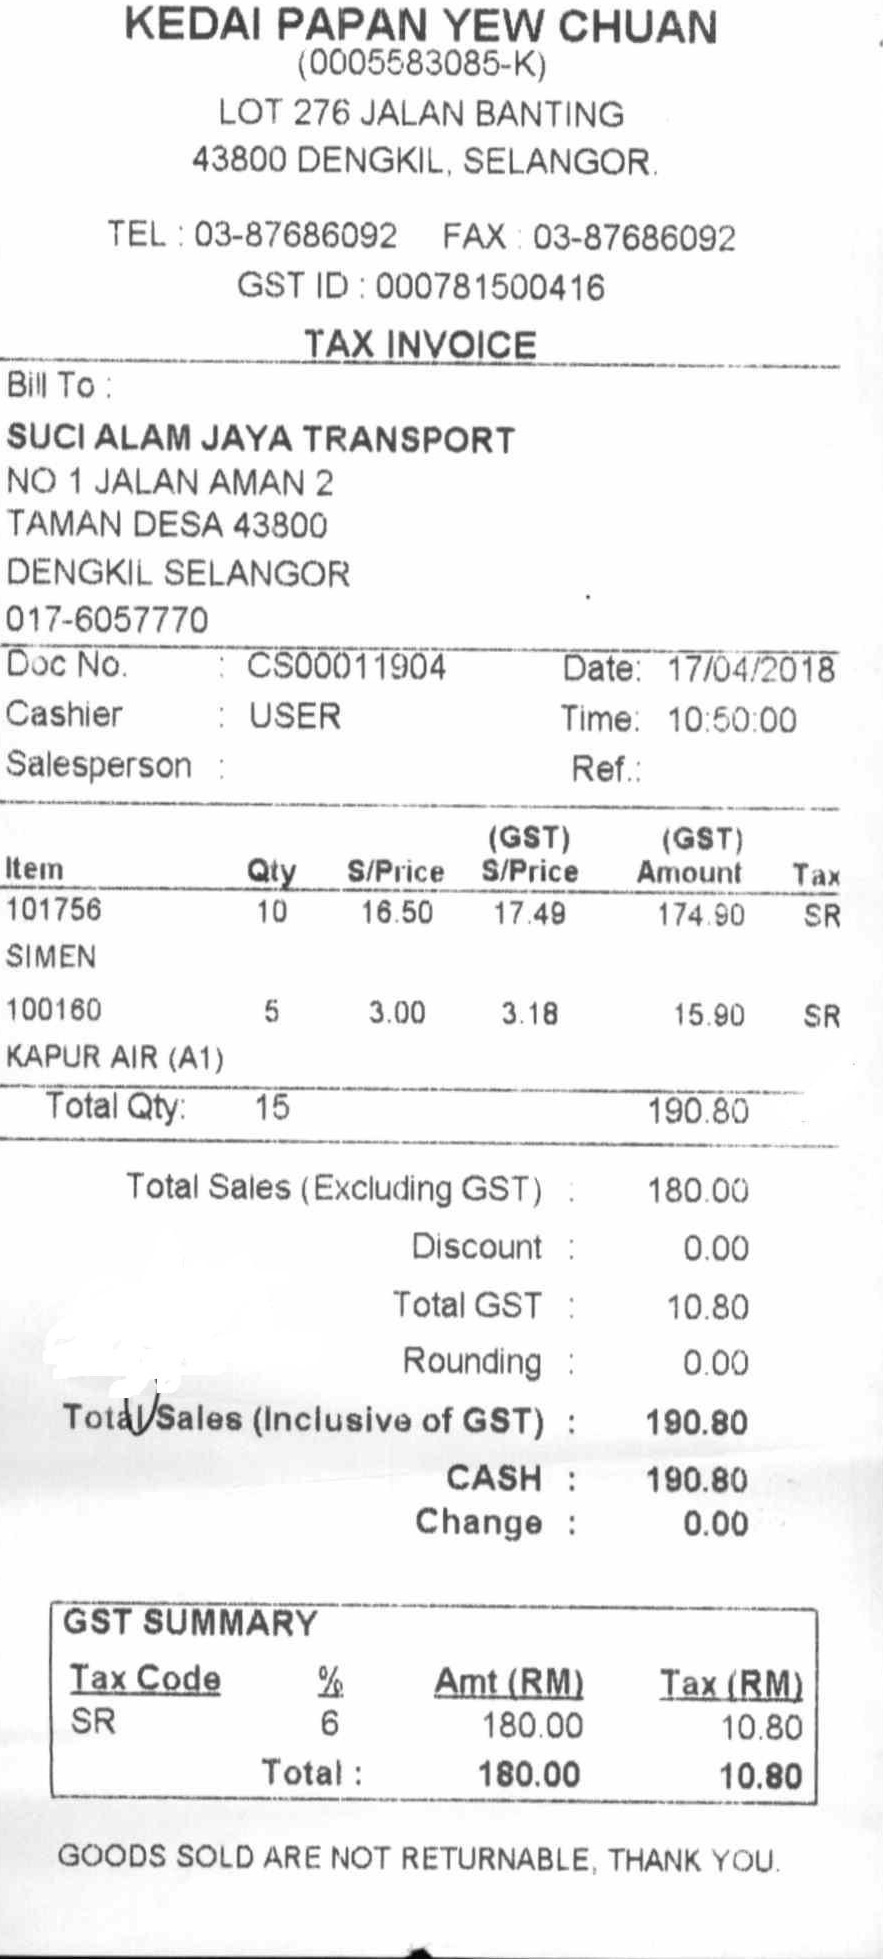 KEDAI PAPAN YEW CHUAN
(0005583085-K)
LOT 276 JALAN BANTING
43800 DENGKIL, SELANGOR.
TEL : 03-87686092 FAX : 03-87686092
GST ID : 000781500416
TAX INVOICE
Bill To :
SUCI ALAM JAYA TRANSPORT
NO 1 JALAN AMAN 2
TAMAN DESA 43800
DENGKIL SELANGOR
017-6057770
Doc No. : CS00011904 Date: 17/04/2018
Cashier : USER Time: 10:50:00
Salesperson : Ref.:
(GST) (GST)
Item Qty S/Price S/Price Amount Tax
101756 10 16.50 17.49 174.90 SR
SIMEN
100160 5 3.00 3.18 15.90 SR
KAPUR AIR (A1)
Total Qty: 15 190.80
Total Sales (Excluding GST) : 180.00
Discount : 0.00
Total GST : 10.80
Rounding : 0.00
Total Sales (Inclusive of GST) : 190.80
CASH : 190.80
Change : 0.00
GST SUMMARY
Tax Code % Amt (RM) Tax (RM)
SR 6 180.00 10.80
Total : 180.00 10.80
GOODS SOLD ARE NOT RETURNABLE, THANK YOU.